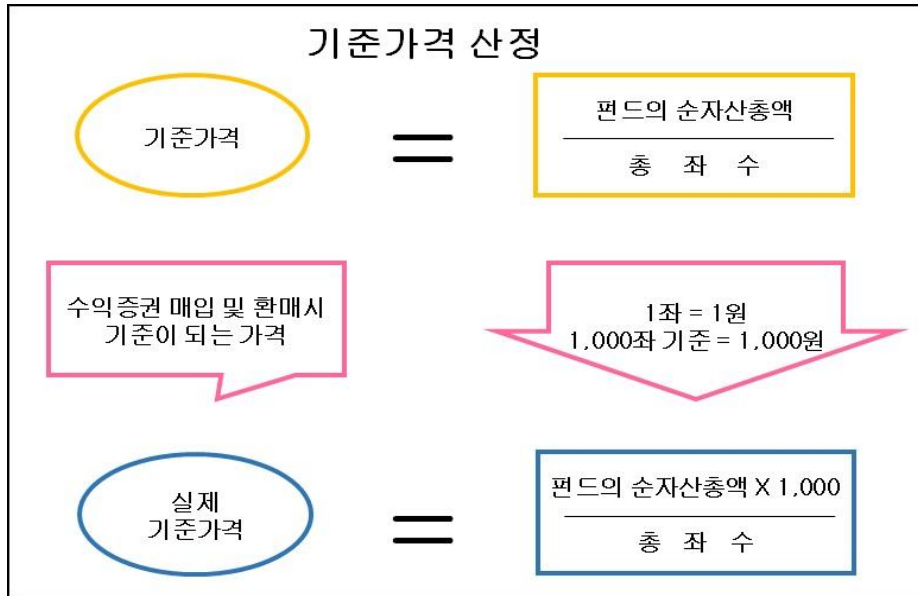 기준가격 산정
기준가격
=
펀드의 순자산총액
총 좌 수
수익증권 매입 및 환매시
기준이 되는 가격
1좌 = 1원
1,000좌 기준 = 1,000원
실제
기준가격
=
펀드의 순자산총액 X 1,000
총 좌 수